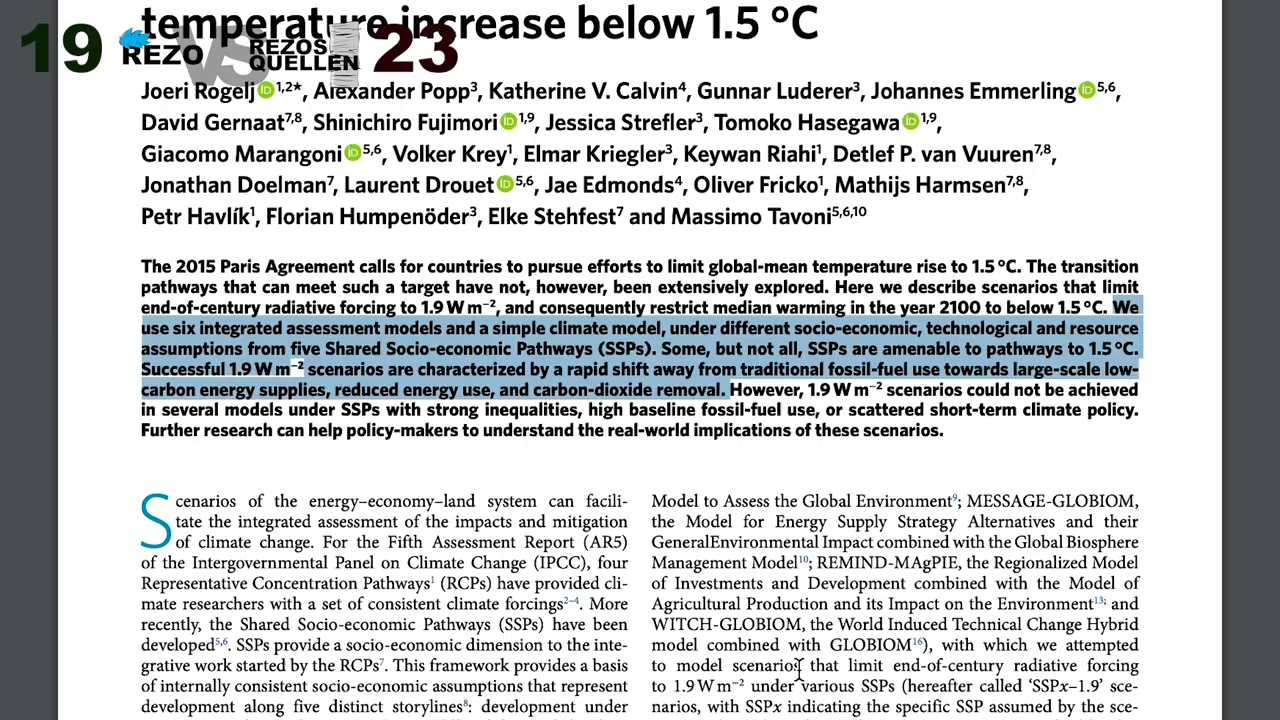 temperature increase below 1.5 °C
19 REZO VS REZOS QUELLEN 23
Joeri Rogelj 1,2*, Alexander Popp3, Katherine V. Calvin4, Gunnar Luderer3, Johannes Emmerling 5,6,
David Gernaat7,8, Shinichiro Fujimori 1,9, Jessica Strefler3, Tomoko Hasegawa 1,9,
Giacomo Marangoni 5,6, Volker Krey1, Elmar Kriegler3, Keywan Riahi1, Detlef P. van Vuuren7,8,
Jonathan Doelman7, Laurent Drouet 5,6, Jae Edmonds4, Oliver Fricko1, Mathijs Harmsen7,8,
Petr Havlík1, Florian Humpenöder3, Elke Stehfest7 and Massimo Tavoni5,6,10
The 2015 Paris Agreement calls for countries to pursue efforts to limit global-mean temperature rise to 1.5 °C. The transition
pathways that can meet such a target have not, however, been extensively explored. Here we describe scenarios that limit
end-of-century radiative forcing to 1.9 W m−2, and consequently restrict median warming in the year 2100 to below 1.5 °C. We
use six integrated assessment models and a simple climate model, under different socio-economic, technological and resource
assumptions from five Shared Socio-economic Pathways (SSPs). Some, but not all, SSPs are amenable to pathways to 1.5 °C.
Successful 1.9 W m−2 scenarios are characterized by a rapid shift away from traditional fossil-fuel use towards large-scale low-
carbon energy supplies, reduced energy use, and carbon-dioxide removal. However, 1.9 W m−2 scenarios could not be achieved
in several models under SSPs with strong inequalities, high baseline fossil-fuel use, or scattered short-term climate policy.
Further research can help policy-makers to understand the real-world implications of these scenarios.
Scenarios of the energy–economy–land system can facili-
tate the integrated assessment of the impacts and mitigation
of climate change. For the Fifth Assessment Report (AR5)
of the Intergovernmental Panel on Climate Change (IPCC), four
Representative Concentration Pathways1 (RCPs) have provided cli-
mate researchers with a set of consistent climate forcings2–4. More
recently, the Shared Socio-economic Pathways (SSPs) have been
developed5,6. SSPs provide a socio-economic dimension to the inte-
grative work started by the RCPs7. This framework provides a basis
of internally consistent socio-economic assumptions that represent
development along five distinct storylines8: development under
Model to Assess the Global Environment9; MESSAGE-GLOBIOM,
the Model for Energy Supply Strategy Alternatives and their
GeneralEnvironmental Impact combined with the Global Biosphere
Management Model10; REMIND-MAgPIE, the Regionalized Model
of Investments and Development combined with the Model of
Agricultural Production and its Impact on the Environment13; and
WITCH-GLOBIOM, the World Induced Technological Change Hybrid
model combined with GLOBIOM16), with which we attempted
to model scenarios that limit end-of-century radiative forcing
to 1.9 W m−2 under various SSPs (hereafter called ‘SSPx–1.9’ sce-
narios, with SSPx indicating the specific SSP assumed by the sce-